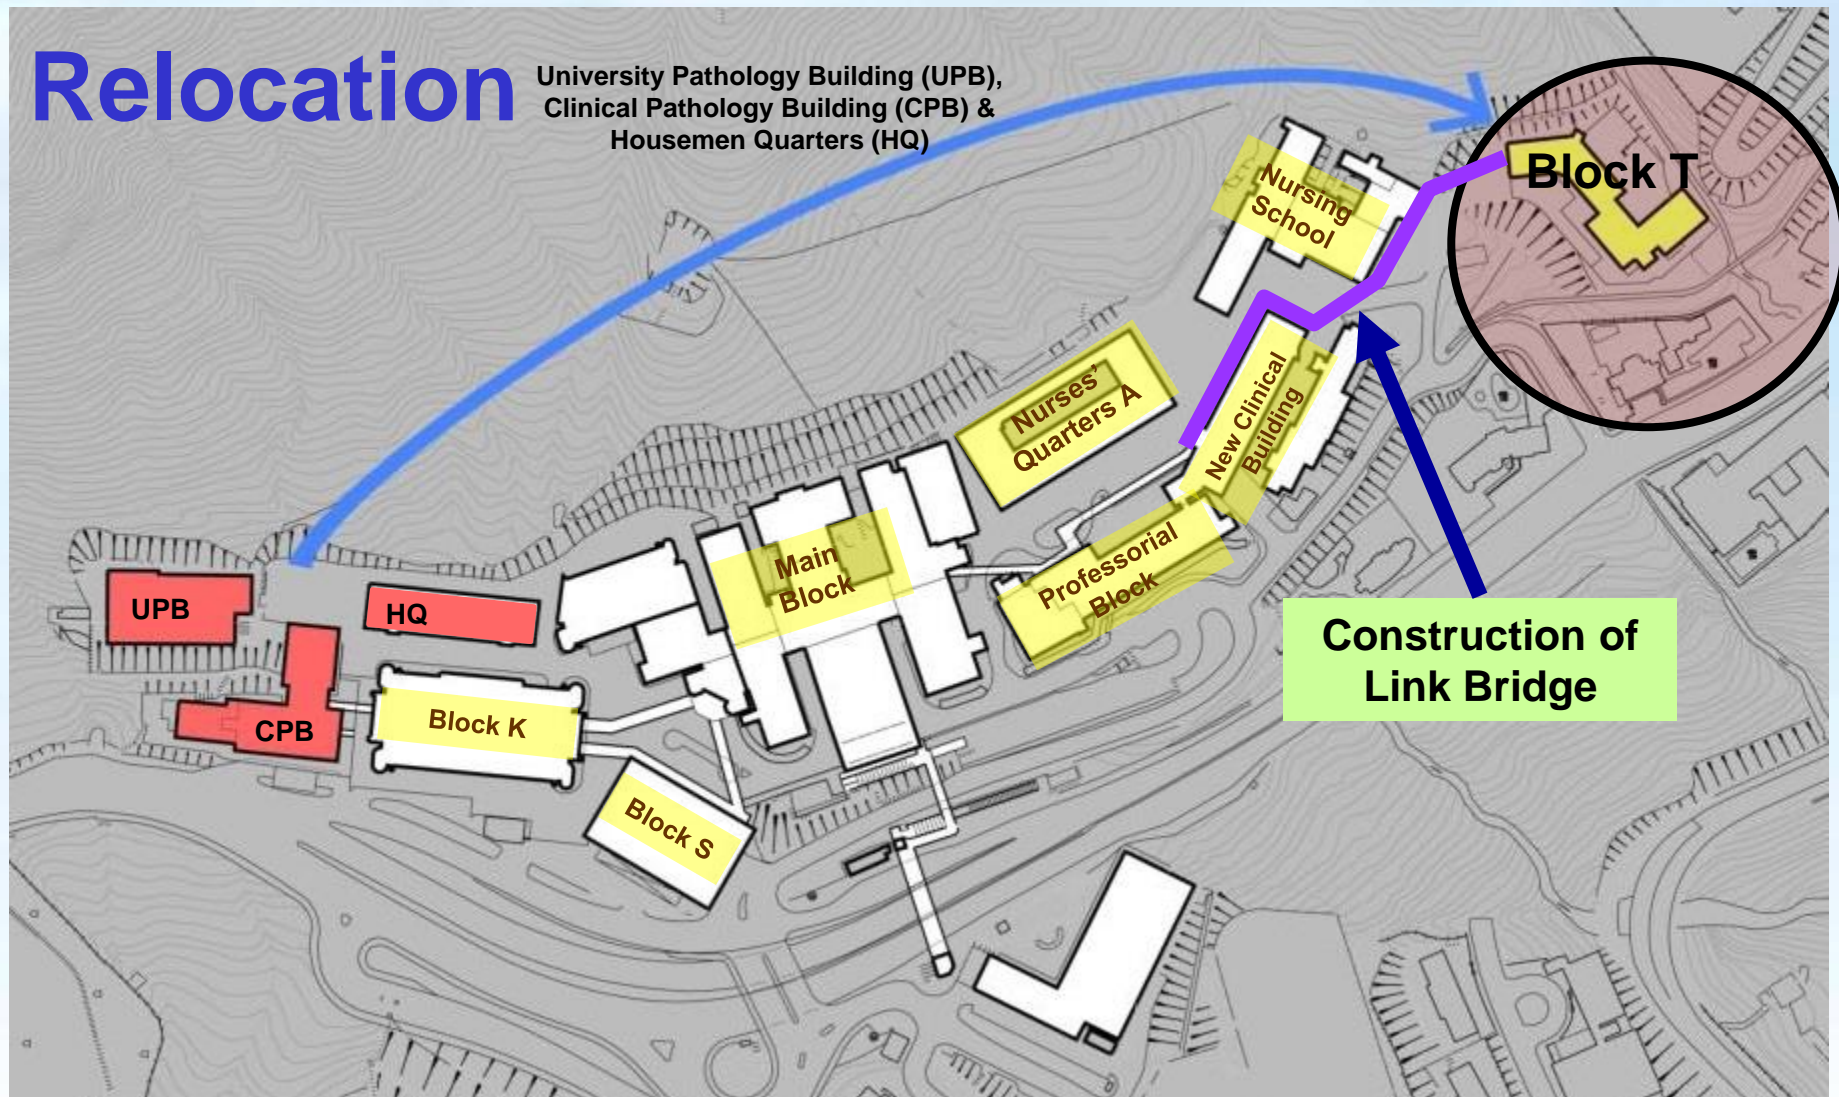 Relocation
University Pathology Building (UPB),
Clinical Pathology Building (CPB) &
Housemen Quarters (HQ)
Block T
Nursing
School
Nurses'
Quarters A
New Clinical
Building
Main
Block
Professorial
Block
UPB
HQ
CPB
Block K
Block S
Construction of
Link Bridge